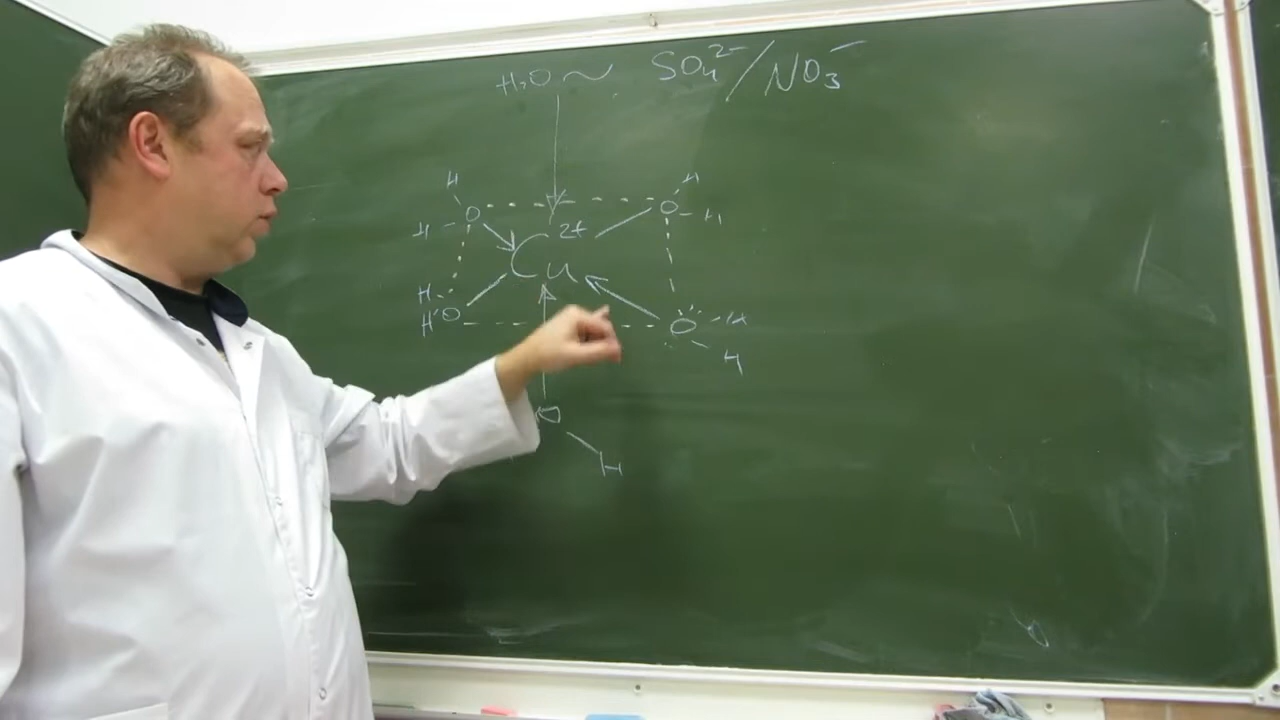 H₂O ~ SO₄²⁻/NO₃⁻
H H
H O O H
2+
Cu
H
H O O H
H
O
H